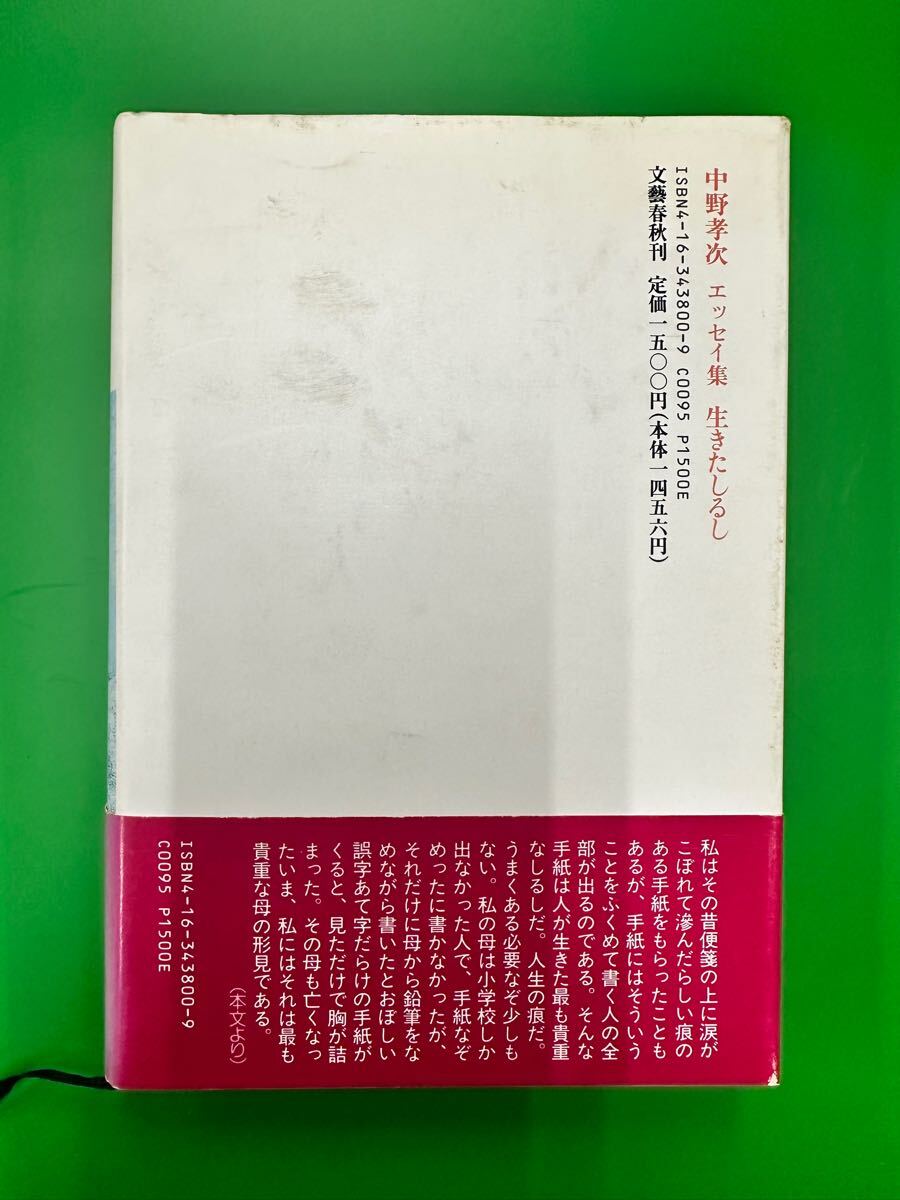 中野孝次 エッセイ集 生きたしるし
ISBN4-16-343800-9 C0095 P1500E
文藝春秋刊 定価一五〇〇円(本体一四五六円)
私はその昔便箋の上に涙が
こぼれて滲んだらしい痕の
ある手紙をもらったことも
あるが、手紙にはそういう
ことをふくめて書く人の全
部が出るのである。そんな
手紙は人が生きた最も貴重
なしるしだ。人生の痕だ。
うまくある必要なぞ少しも
ない。私の母は小学校しか
出なかった人で、手紙なぞ
めったに書かなかったが、
それだけに母から鉛筆をな
めながら書いたとおぼしい
誤字あて字だらけの手紙が
くると、見ただけで胸が詰
まった。その母も亡くなっ
たいま、私にはそれは最も
貴重な母の形見である。
(本文より)
ISBN4-16-343800-9
C0095 P1500E